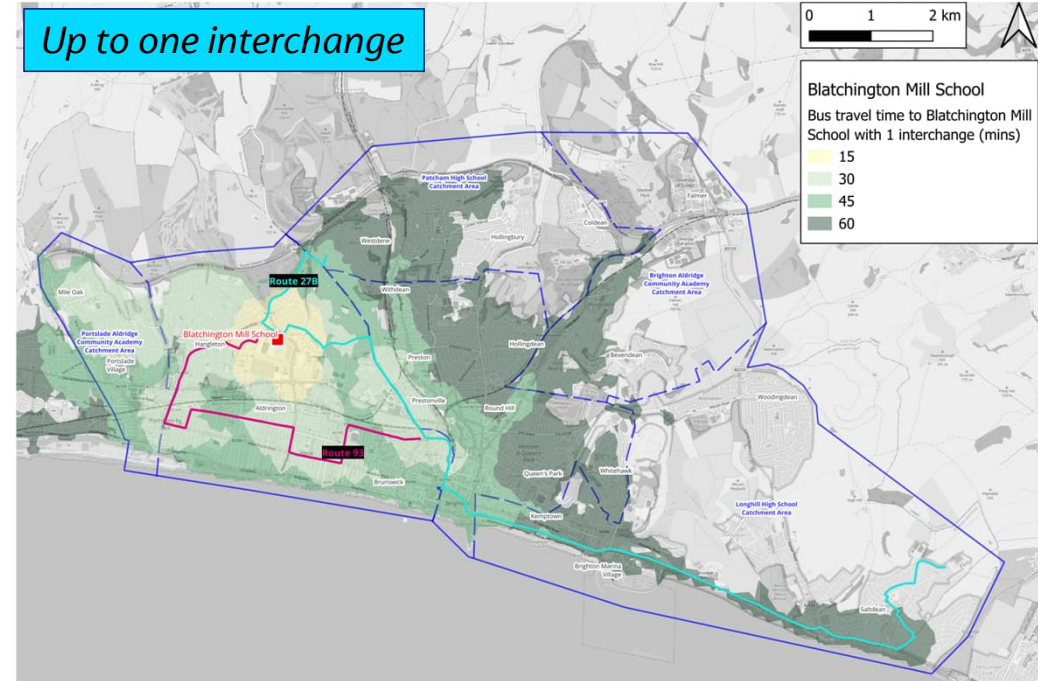 Up to one interchange
0 1 2 km
Blatchington Mill School
Bus travel time to Blatchington Mill
School with 1 interchange (mins)
15
30
45
60
Patcham High School
Catchment Area
Falmer
Coldean
Westdene
Hollingbury
Brighton Aldridge
Community Academy
Catchment Area
Route 27B
Withdean
Mile Oak
Blatchington Mill School
Hangleton
Portslade Aldridge
Community Academy
Catchment Area
Portslade
Village
Hollingdean
Preston
Bevendean
Prestonville
Round Hill
Aldrington
Woodingdean
Route 93
Brunswick
Queen's Park
Whitehawk
Longhill High School
Catchment Area
Kemptown
Brighton Marina
Village
Saltdean